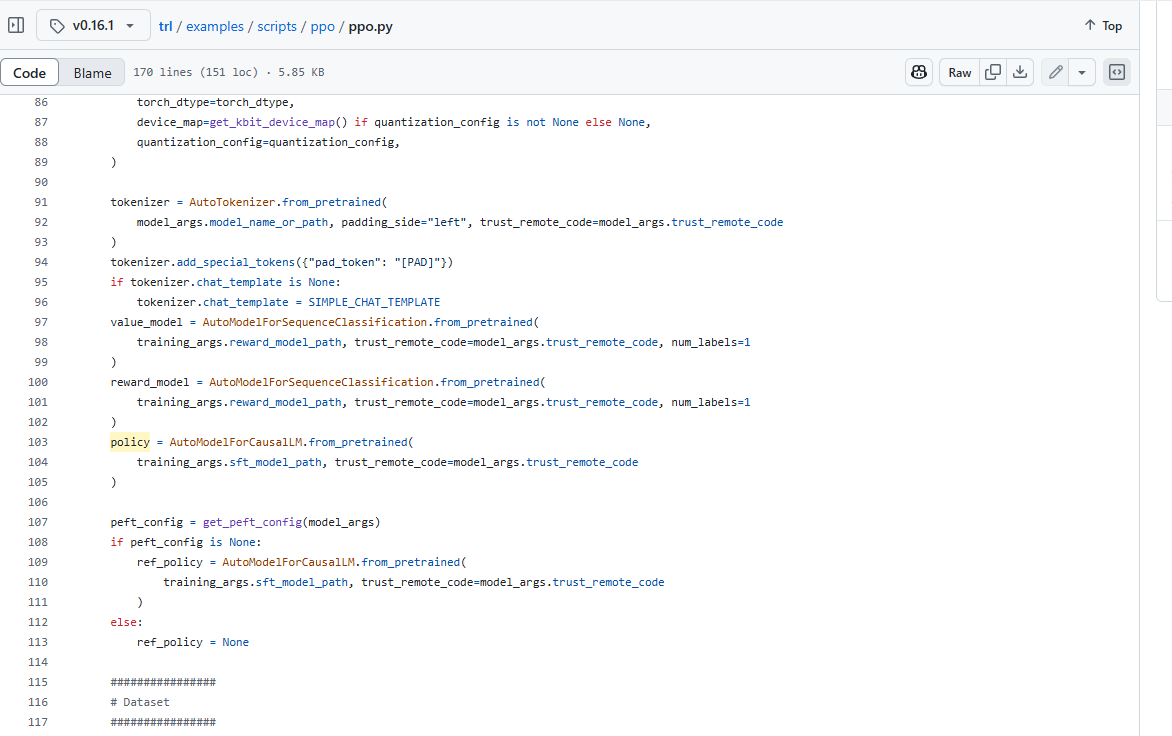 v0.16.1 trl / examples / scripts / ppo / ppo.py Top
Code Blame 170 lines (151 loc) · 5.85 KB Raw
86 torch_dtype=torch_dtype,
87 device_map=get_kbit_device_map() if quantization_config is not None else None,
88 quantization_config=quantization_config,
89 )
90
91 tokenizer = AutoTokenizer.from_pretrained(
92 model_args.model_name_or_path, padding_side="left", trust_remote_code=model_args.trust_remote_code
93 )
94 tokenizer.add_special_tokens({"pad_token": "[PAD]"})
95 if tokenizer.chat_template is None:
96 tokenizer.chat_template = SIMPLE_CHAT_TEMPLATE
97 value_model = AutoModelForSequenceClassification.from_pretrained(
98 training_args.reward_model_path, trust_remote_code=model_args.trust_remote_code, num_labels=1
99 )
100 reward_model = AutoModelForSequenceClassification.from_pretrained(
101 training_args.reward_model_path, trust_remote_code=model_args.trust_remote_code, num_labels=1
102 )
103 policy = AutoModelForCausalLM.from_pretrained(
104 training_args.sft_model_path, trust_remote_code=model_args.trust_remote_code
105 )
106
107 peft_config = get_peft_config(model_args)
108 if peft_config is None:
109 ref_policy = AutoModelForCausalLM.from_pretrained(
110 training_args.sft_model_path, trust_remote_code=model_args.trust_remote_code
111 )
112 else:
113 ref_policy = None
114
115 ################
116 # Dataset
117 ################